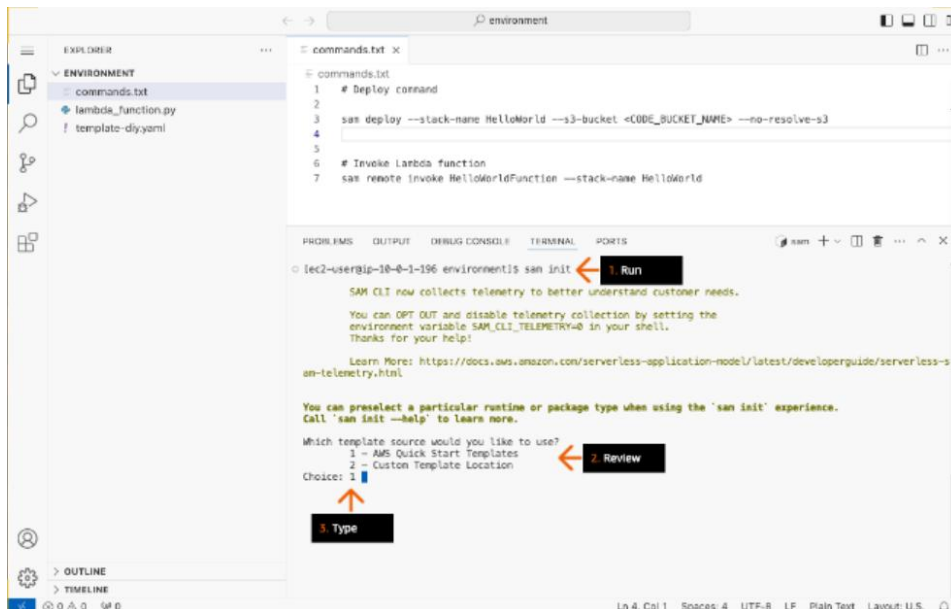 environment
EXPLORER
ENVIRONMENT
commands.txt
lambda_function.py
template-diy.yaml
OUTLINE
TIMELINE
commands.txt
commands.txt
1 # Deploy command
2
3 sam deploy --stack-name HelloWorld --s3-bucket <CODE_BUCKET_NAME> --no-resolve-s3
4
5
6 # Invoke Lambda function
7 sam remote invoke HelloWorldFunction --stack-name HelloWorld
PROBLEMS OUTPUT DEBUG CONSOLE TERMINAL PORTS
sam
[ec2-user@ip-10-0-1-196 environment]$ sam init
1. Run
SAM CLI now collects telemetry to better understand customer needs.
You can OPT OUT and disable telemetry collection by setting the
environment variable SAM_CLI_TELEMETRY=0 in your shell.
Thanks for your help!
Learn More: https://docs.aws.amazon.com/serverless-application-model/latest/developerguide/serverless-s
am-telemetry.html
You can preselect a particular runtime or package type when using the `sam init` experience.
Call `sam init --help` to learn more.
Which template source would you like to use?
1 - AWS Quick Start Templates
2 - Custom Template Location
2. Review
Choice: 1
3. Type
0 0 0 Ln 4, Col 1 Spaces: 4 UTF-8 LF Plain Text Layout: U.S.